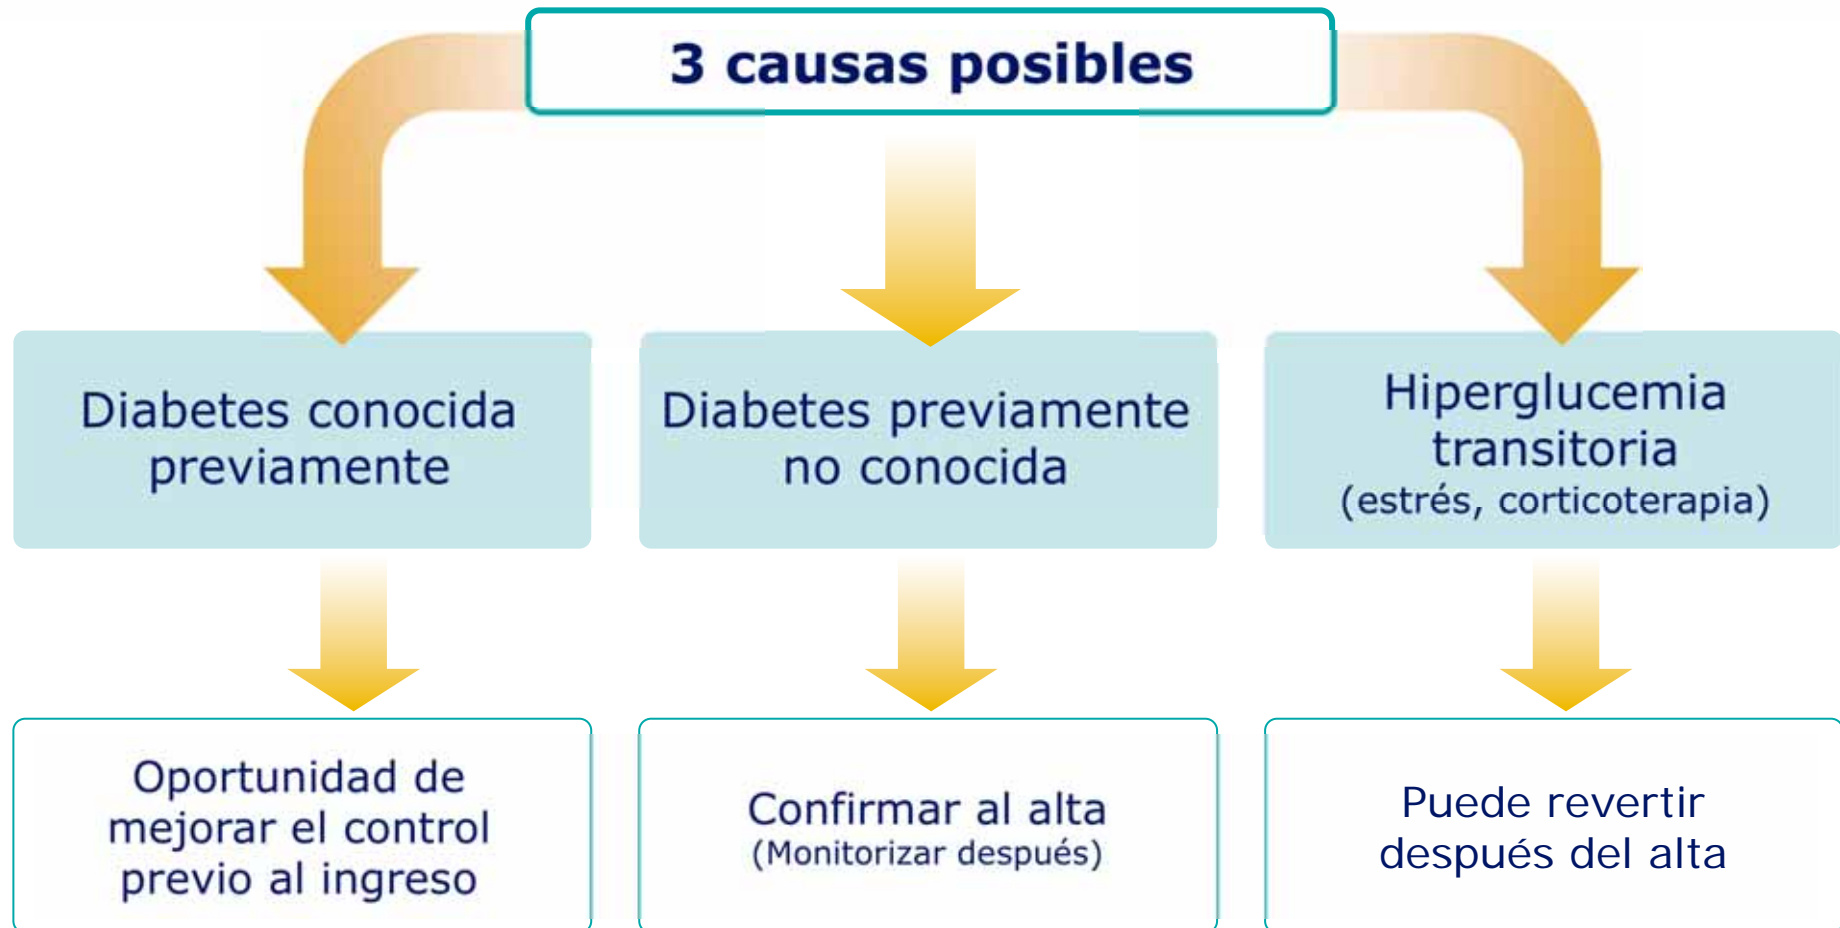 3 causas posibles
Diabetes conocida
previamente
Diabetes previamente
no conocida
Hiperglucemia
transitoria
(estrés, corticoterapia)
Oportunidad de
mejorar el control
previo al ingreso
Confirmar al alta
(Monitorizar después)
Puede revertir
después del alta